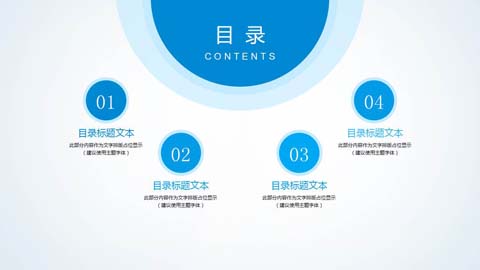 目录
CONTENTS
01
目录标题文本
此部分内容作为文字排版占位显示
（建议使用主题字体）
02
目录标题文本
此部分内容作为文字排版占位显示
（建议使用主题字体）
03
目录标题文本
此部分内容作为文字排版占位显示
（建议使用主题字体）
04
目录标题文本
此部分内容作为文字排版占位显示
（建议使用主题字体）